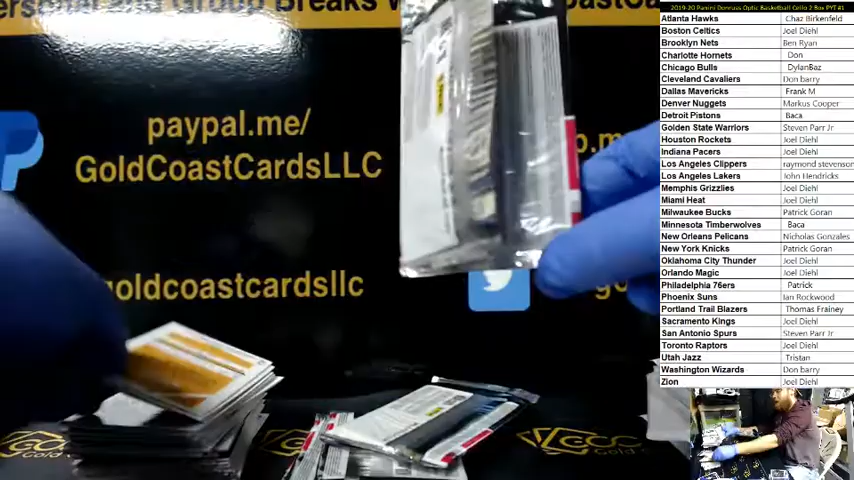 ersonal and Group Breaks
paypal.me/
GoldCoastCardsLLC
goldcoastcardsllc
GCC
GCC
2019-20 Panini Donruss Optic Basketball Cello 2 Box PYT #1
Atlanta Hawks Chaz Birkenfeld
Boston Celtics Joel Diehl
Brooklyn Nets Ben Ryan
Charlotte Hornets Don
Chicago Bulls DylanBaz
Cleveland Cavaliers Don barry
Dallas Mavericks Frank M
Denver Nuggets Markus Cooper
Detroit Pistons Baca
Golden State Warriors Steven Parr Jr
Houston Rockets Joel Diehl
Indiana Pacers Joel Diehl
Los Angeles Clippers raymond stevenson
Los Angeles Lakers John Hendricks
Memphis Grizzlies Joel Diehl
Miami Heat Joel Diehl
Milwaukee Bucks Patrick Goran
Minnesota Timberwolves Baca
New Orleans Pelicans Nicholas Gonzales
New York Knicks Patrick Goran
Oklahoma City Thunder Joel Diehl
Orlando Magic Joel Diehl
Philadelphia 76ers Patrick
Phoenix Suns Ian Rockwood
Portland Trail Blazers Thomas Frainey
Sacramento Kings Joel Diehl
San Antonio Spurs Steven Parr Jr
Toronto Raptors Joel Diehl
Utah Jazz Tristan
Washington Wizards Don barry
Zion Joel Diehl